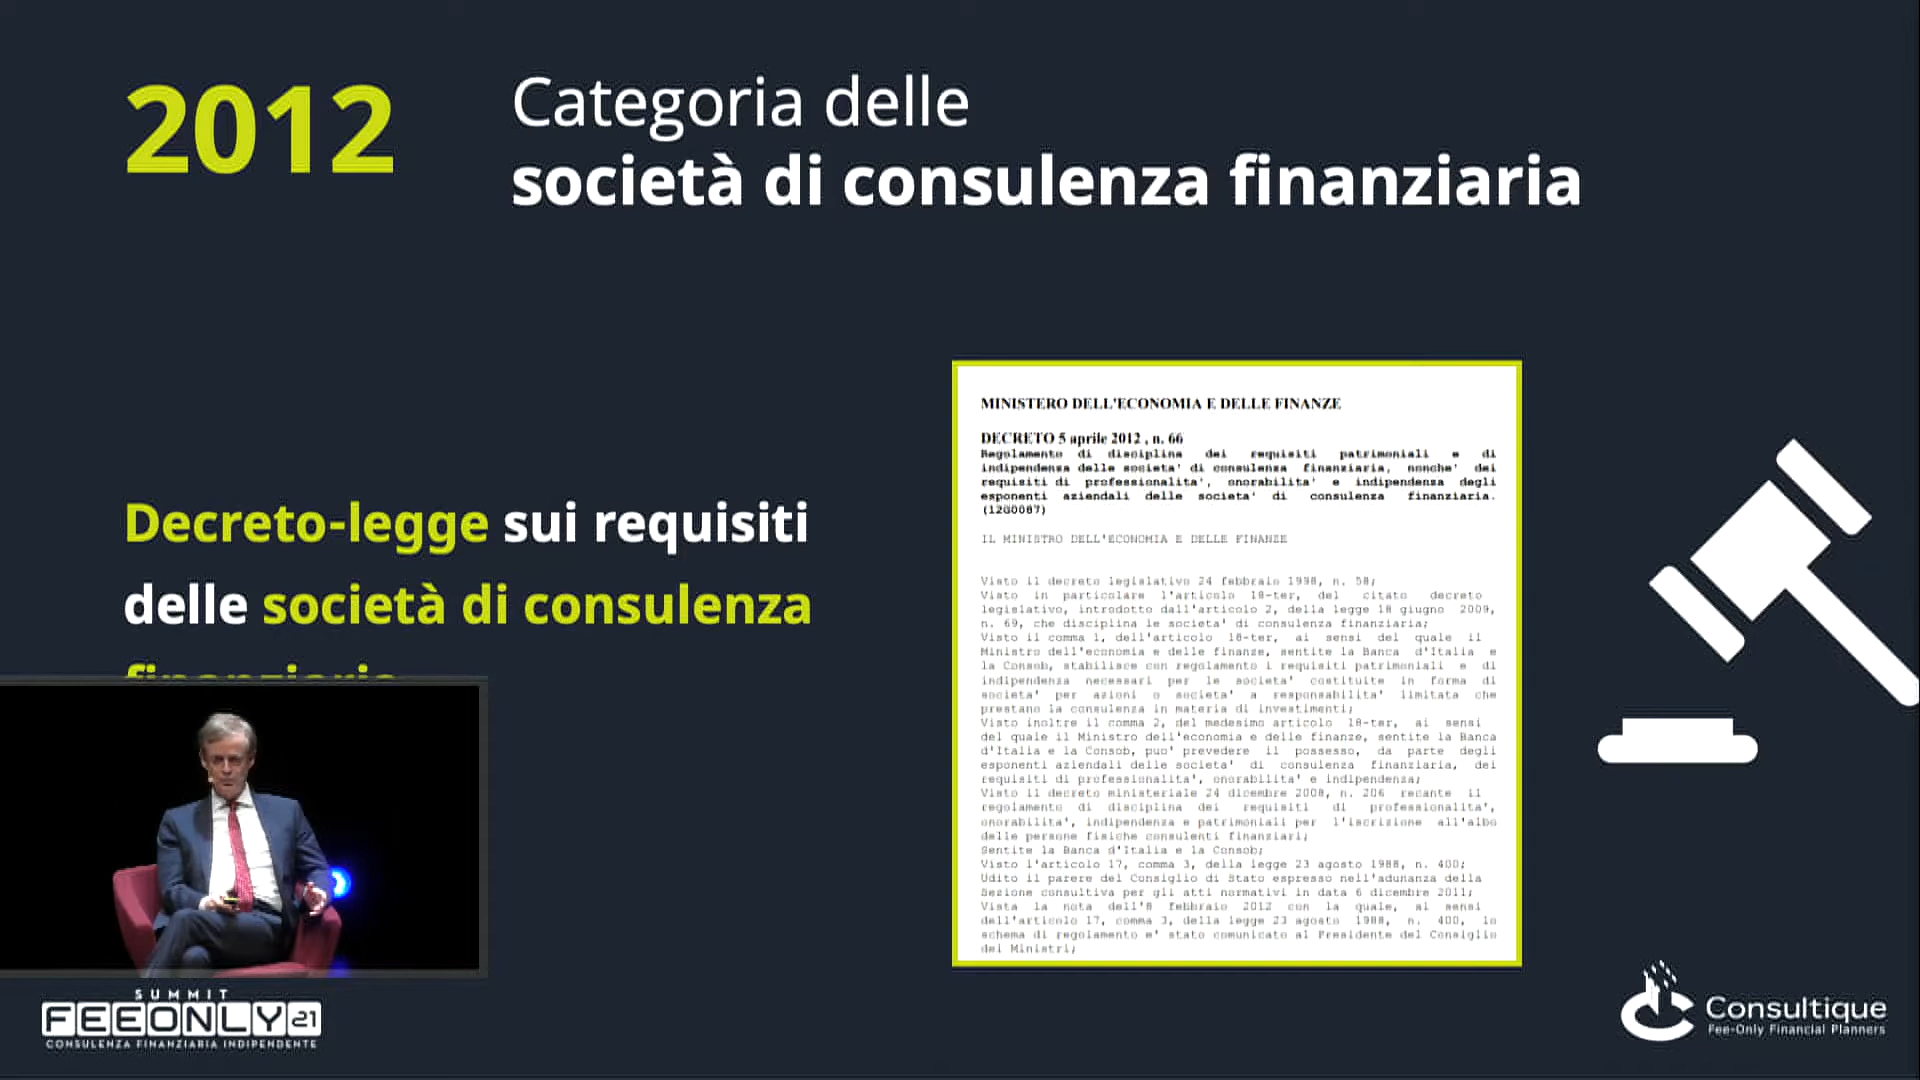 2012
Categoria delle
società di consulenza finanziaria
Decreto-legge sui requisiti
delle società di consulenza
finanziaria
MINISTERO DELL'ECONOMIA E DELLE FINANZE
DECRETO 5 aprile 2012 , n. 66
Regolamento di disciplina dei requisiti patrimoniali e di
indipendenza delle societa' di consulenza finanziaria, nonche' dei
requisiti di professionalita', onorabilita' e indipendenza degli
esponenti aziendali delle societa' di consulenza finanziaria.
(12G0087)
IL MINISTRO DELL'ECONOMIA E DELLE FINANZE
Visto il decreto legislativo 24 febbraio 1998, n. 58;
Visto in particolare l'articolo 18-ter, del citato decreto
legislativo, introdotto dall'articolo 2, della legge 18 giugno 2009,
n. 69, che disciplina le societa' di consulenza finanziaria;
Visto il comma 1, dell'articolo 18-ter, ai sensi del quale il
Ministro dell'economia e delle finanze, sentite la Banca d'Italia e
la Consob, stabilisce con regolamento i requisiti patrimoniali e di
indipendenza necessari per le societa' costituite in forma di
societa' per azioni o societa' a responsabilita' limitata che
prestano la consulenza in materia di investimenti;
Visto inoltre il comma 2, del medesimo articolo 18-ter, ai sensi
del quale il Ministro dell'economia e delle finanze, sentite la Banca
d'Italia e la Consob, puo' prevedere il possesso, da parte degli
esponenti aziendali delle societa' di consulenza finanziaria, dei
requisiti di professionalita', onorabilita' e indipendenza;
Visto il decreto ministeriale 24 dicembre 2008, n. 206 recante il
regolamento di disciplina dei requisiti di professionalita',
onorabilita', indipendenza e patrimoniali per l'iscrizione all'albo
delle persone fisiche consulenti finanziari;
Sentite la Banca d'Italia e la Consob;
Visto l'articolo 17, comma 3, della legge 23 agosto 1988, n. 400;
Udito il parere del Consiglio di Stato espresso nell'adunanza della
Sezione consultiva per gli atti normativi in data 6 dicembre 2011;
Vista la nota dell'8 febbraio 2012 con la quale, ai sensi
dell'articolo 17, comma 3, della legge 23 agosto 1988, n. 400, lo
schema di regolamento e' stato comunicato al Presidente del Consiglio
dei Ministri;
SUMMIT
FEEONLY 21
CONSULENZA FINANZIARIA INDIPENDENTE
Consultique
Fee-Only Financial Planners